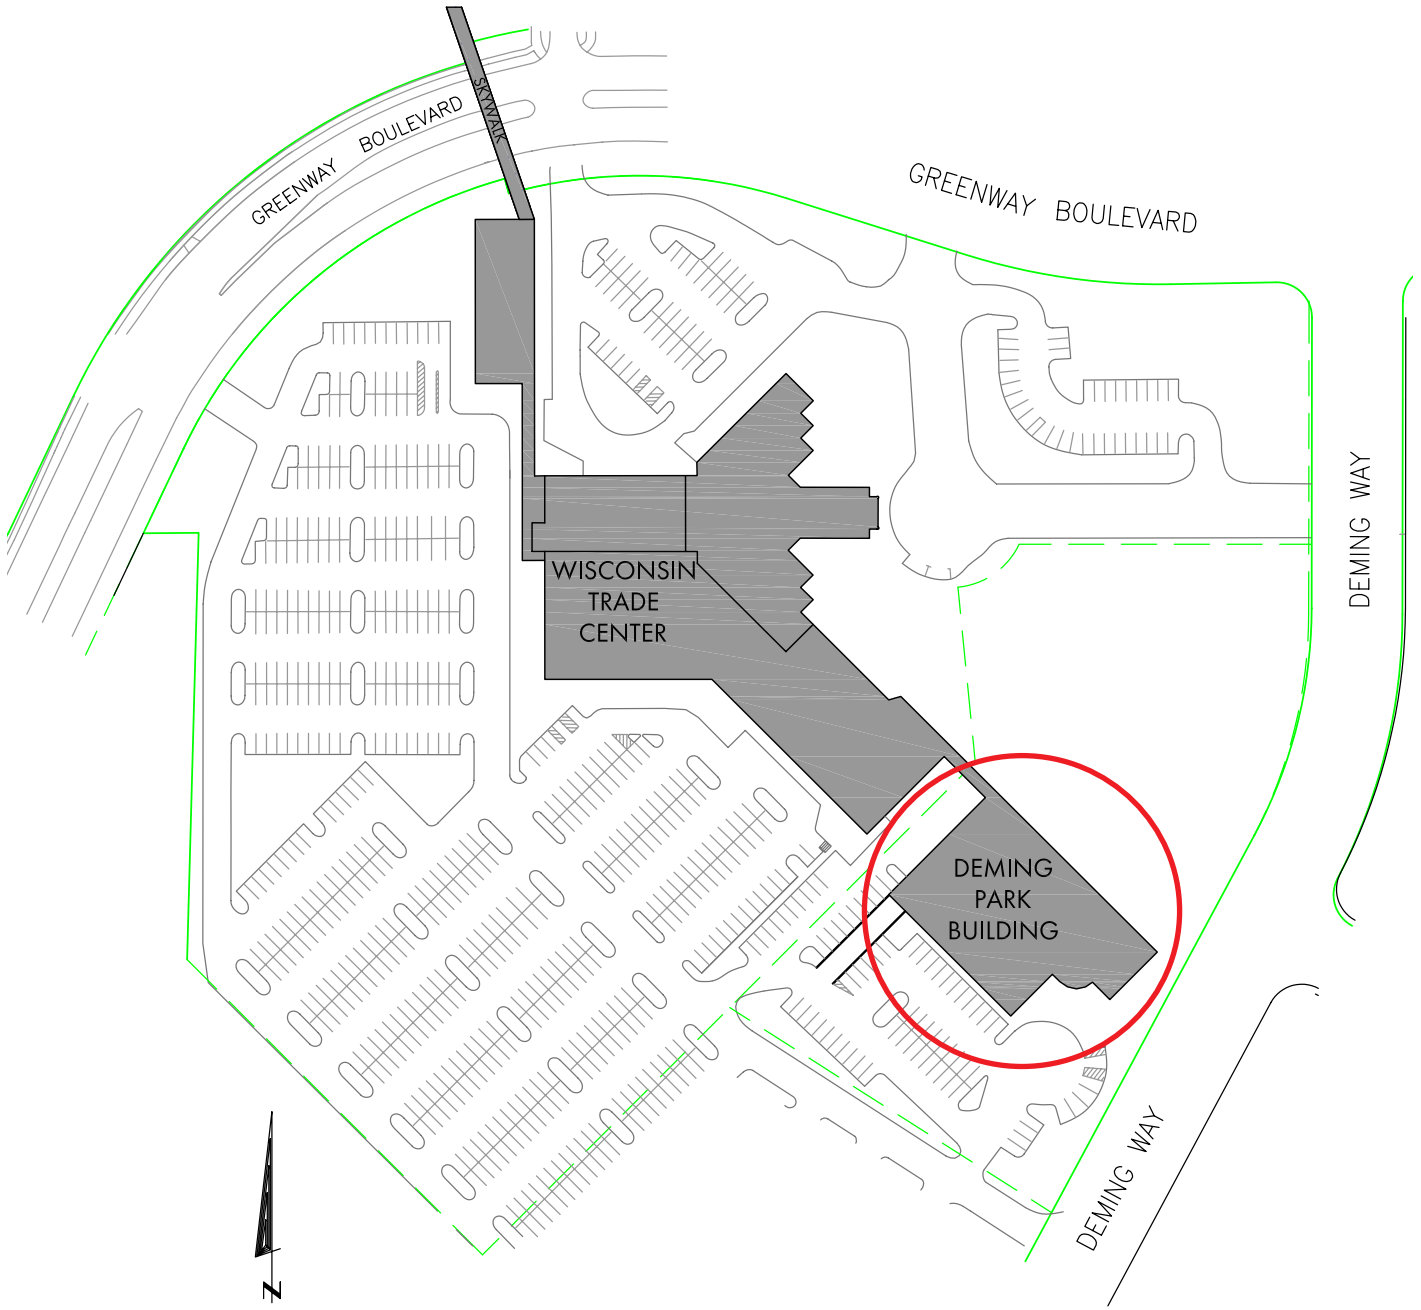 SKYWALK
GREENWAY BOULEVARD
GREENWAY BOULEVARD
DEMING WAY
WISCONSIN
TRADE
CENTER
DEMING
PARK
BUILDING
DEMING WAY
N